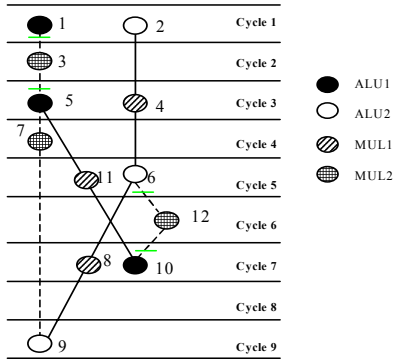 1 2 Cycle 1
3 Cycle 2
5 4 Cycle 3
7 Cycle 4
11 6 Cycle 5
12 Cycle 6
8 10 Cycle 7
Cycle 8
9 Cycle 9
ALU1
ALU2
MUL1
MUL2